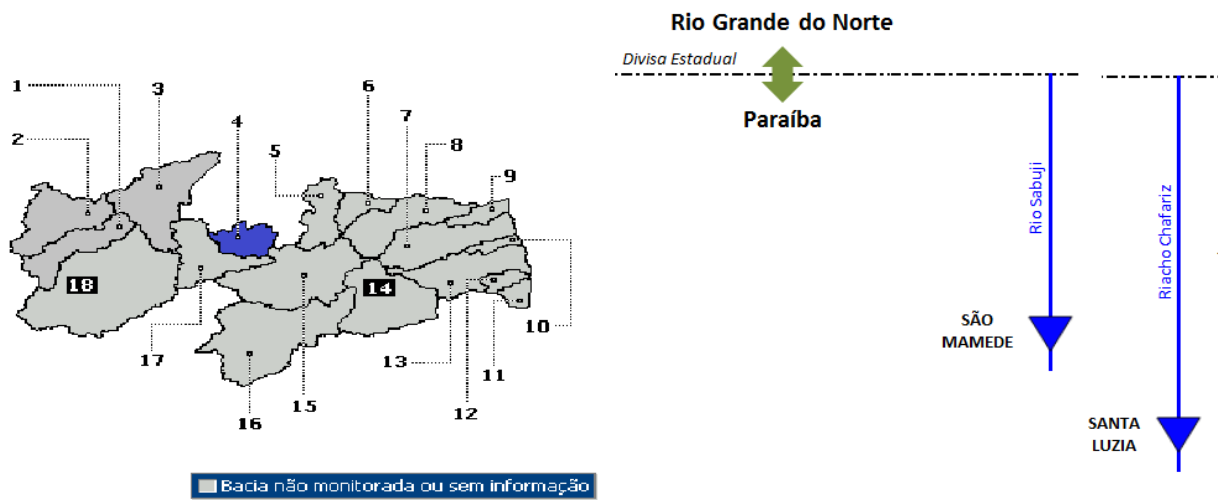 1
2
3
4
5
6
7
8
9
10
11
12
13
14
15
16
17
18
Bacia não monitorada ou sem informação
Rio Grande do Norte
Divisa Estadual
Paraíba
Rio Sabuji
Riacho Chafariz
SÃO
MAMEDE
SANTA
LUZIA